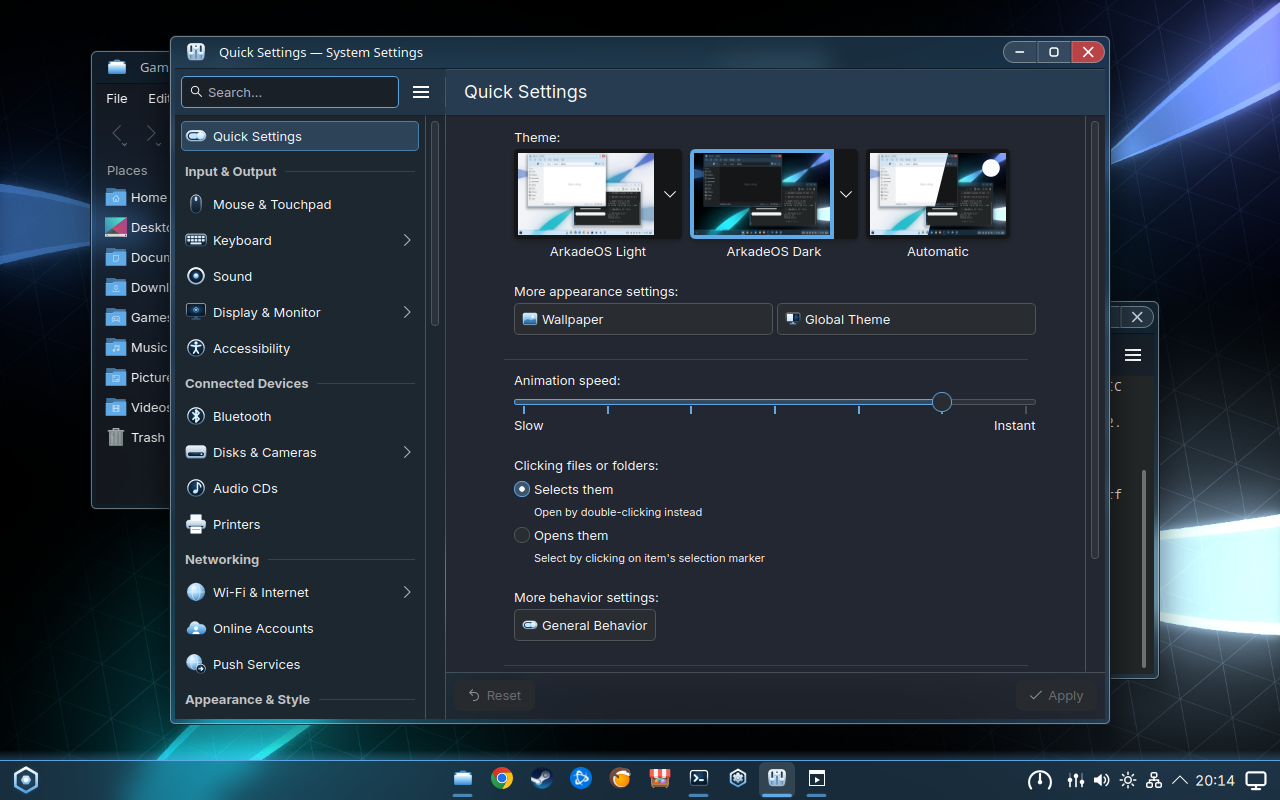 Quick Settings — System Settings
Gam
File Edi
Search...
Quick Settings
Places
Home
Deskto
Docum
Downl
Games
Music
Picture
Videos
Trash
Quick Settings
Input & Output
Mouse & Touchpad
Keyboard
Sound
Display & Monitor
Accessibility
Connected Devices
Bluetooth
Disks & Cameras
Audio CDs
Printers
Networking
Wi-Fi & Internet
Online Accounts
Push Services
Appearance & Style
Theme:
ArkadeOS Light
ArkadeOS Dark
Automatic
More appearance settings:
Wallpaper
Global Theme
Animation speed:
Slow
Instant
Clicking files or folders:
Selects them
Open by double-clicking instead
Opens them
Select by clicking on item's selection marker
More behavior settings:
General Behavior
Reset
Apply
20:14